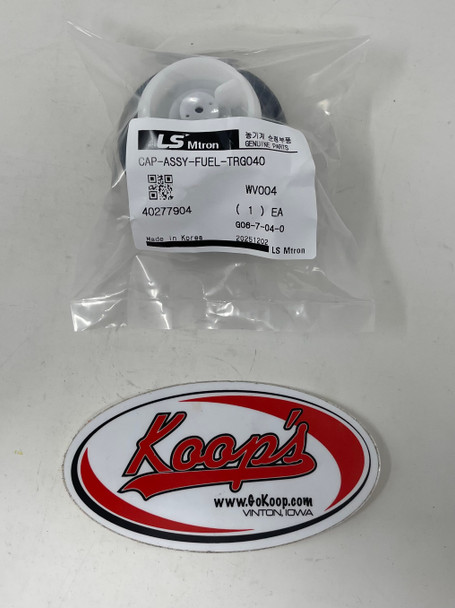 LS Mtron
농기계 순정부품
GENUINE PARTS
CAP-ASSY-FUEL-TRG040
WV004
40277904
( 1 ) EA
G06-7-04-0
Made in Korea
20251202
LS Mtron
Koop's
www.GoKoop.com
VINTON, IOWA